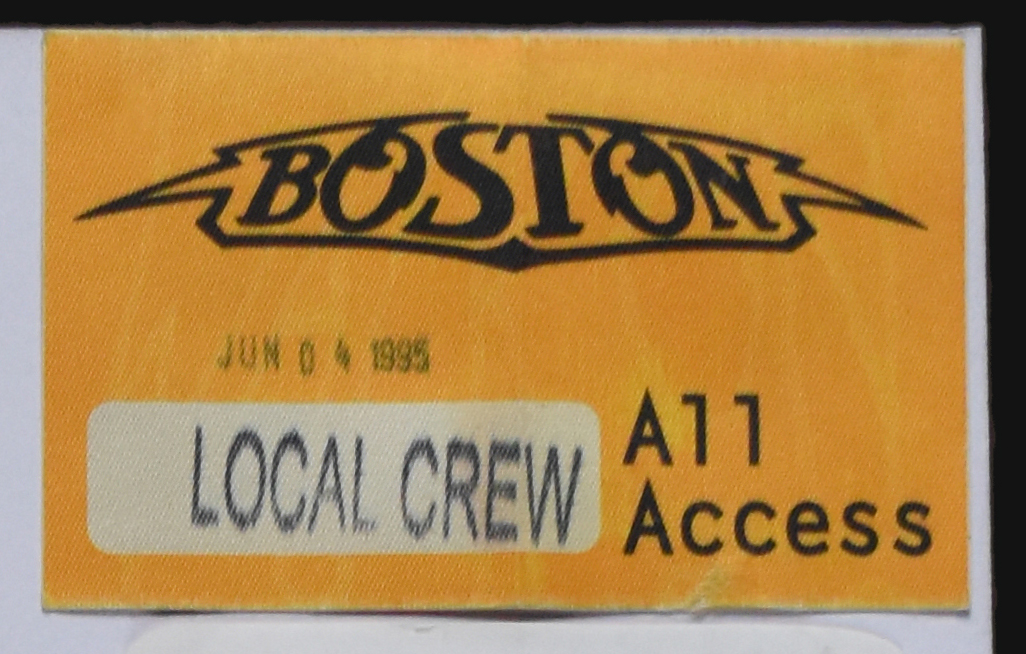 BOSTON
JUN 04 1995
LOCAL CREW
All
Access